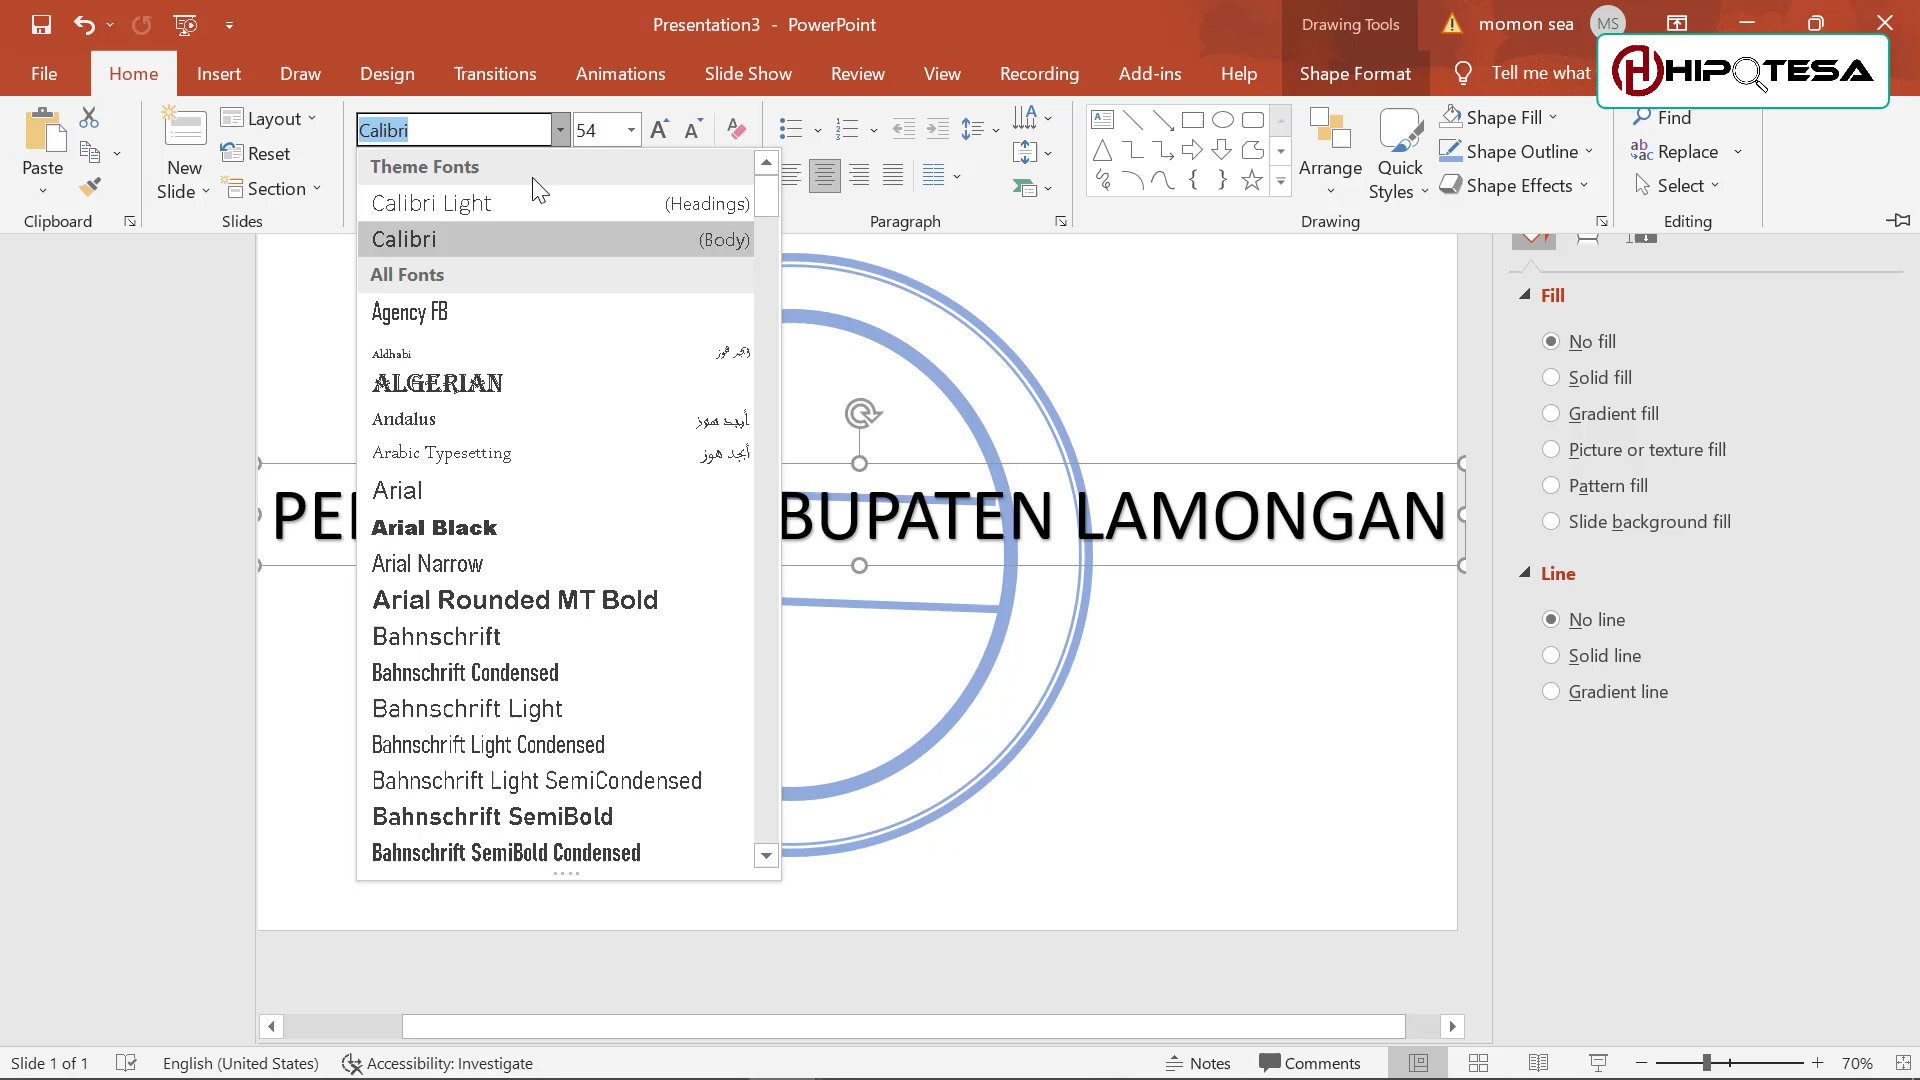 Presentation3 - PowerPoint
Drawing Tools
momon sea
MS
File
Home
Insert
Draw
Design
Transitions
Animations
Slide Show
Review
View
Recording
Add-ins
Help
Shape Format
Tell me what
HIPOTESA
Paste
Clipboard
New
Slide
Layout
Reset
Section
Slides
Calibri
54
A
A
Paragraph
Arrange
Quick
Styles
Shape Fill
Shape Outline
Shape Effects
Drawing
Find
Replace
Select
Editing
Theme Fonts
Calibri Light (Headings)
Calibri (Body)
All Fonts
Agency FB
Aldhabi أبجد هوز
ALGERIAN
Andalus أبجد هوز
Arabic Typesetting أبجد هوز
Arial
Arial Black
Arial Narrow
Arial Rounded MT Bold
Bahnschrift
Bahnschrift Condensed
Bahnschrift Light
Bahnschrift Light Condensed
Bahnschrift Light SemiCondensed
Bahnschrift SemiBold
Bahnschrift SemiBold Condensed
BUPATEN LAMONGAN
Fill
No fill
Solid fill
Gradient fill
Picture or texture fill
Pattern fill
Slide background fill
Line
No line
Solid line
Gradient line
Slide 1 of 1
English (United States)
Accessibility: Investigate
Notes
Comments
70%